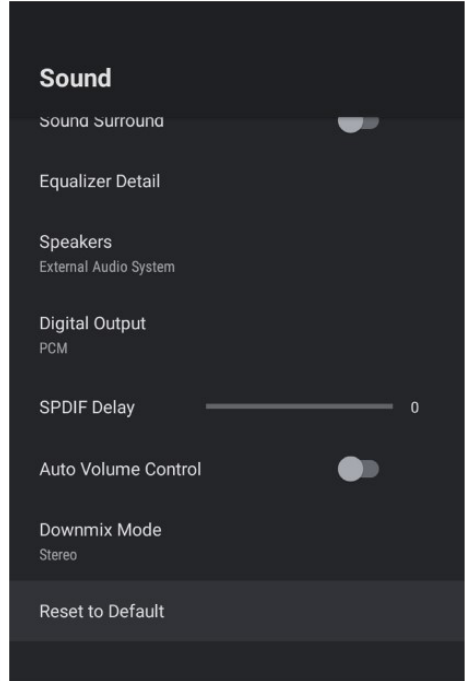 Sound
Sound Surround
Equalizer Detail
Speakers
External Audio System
Digital Output
PCM
SPDIF Delay 0
Auto Volume Control
Downmix Mode
Stereo
Reset to Default